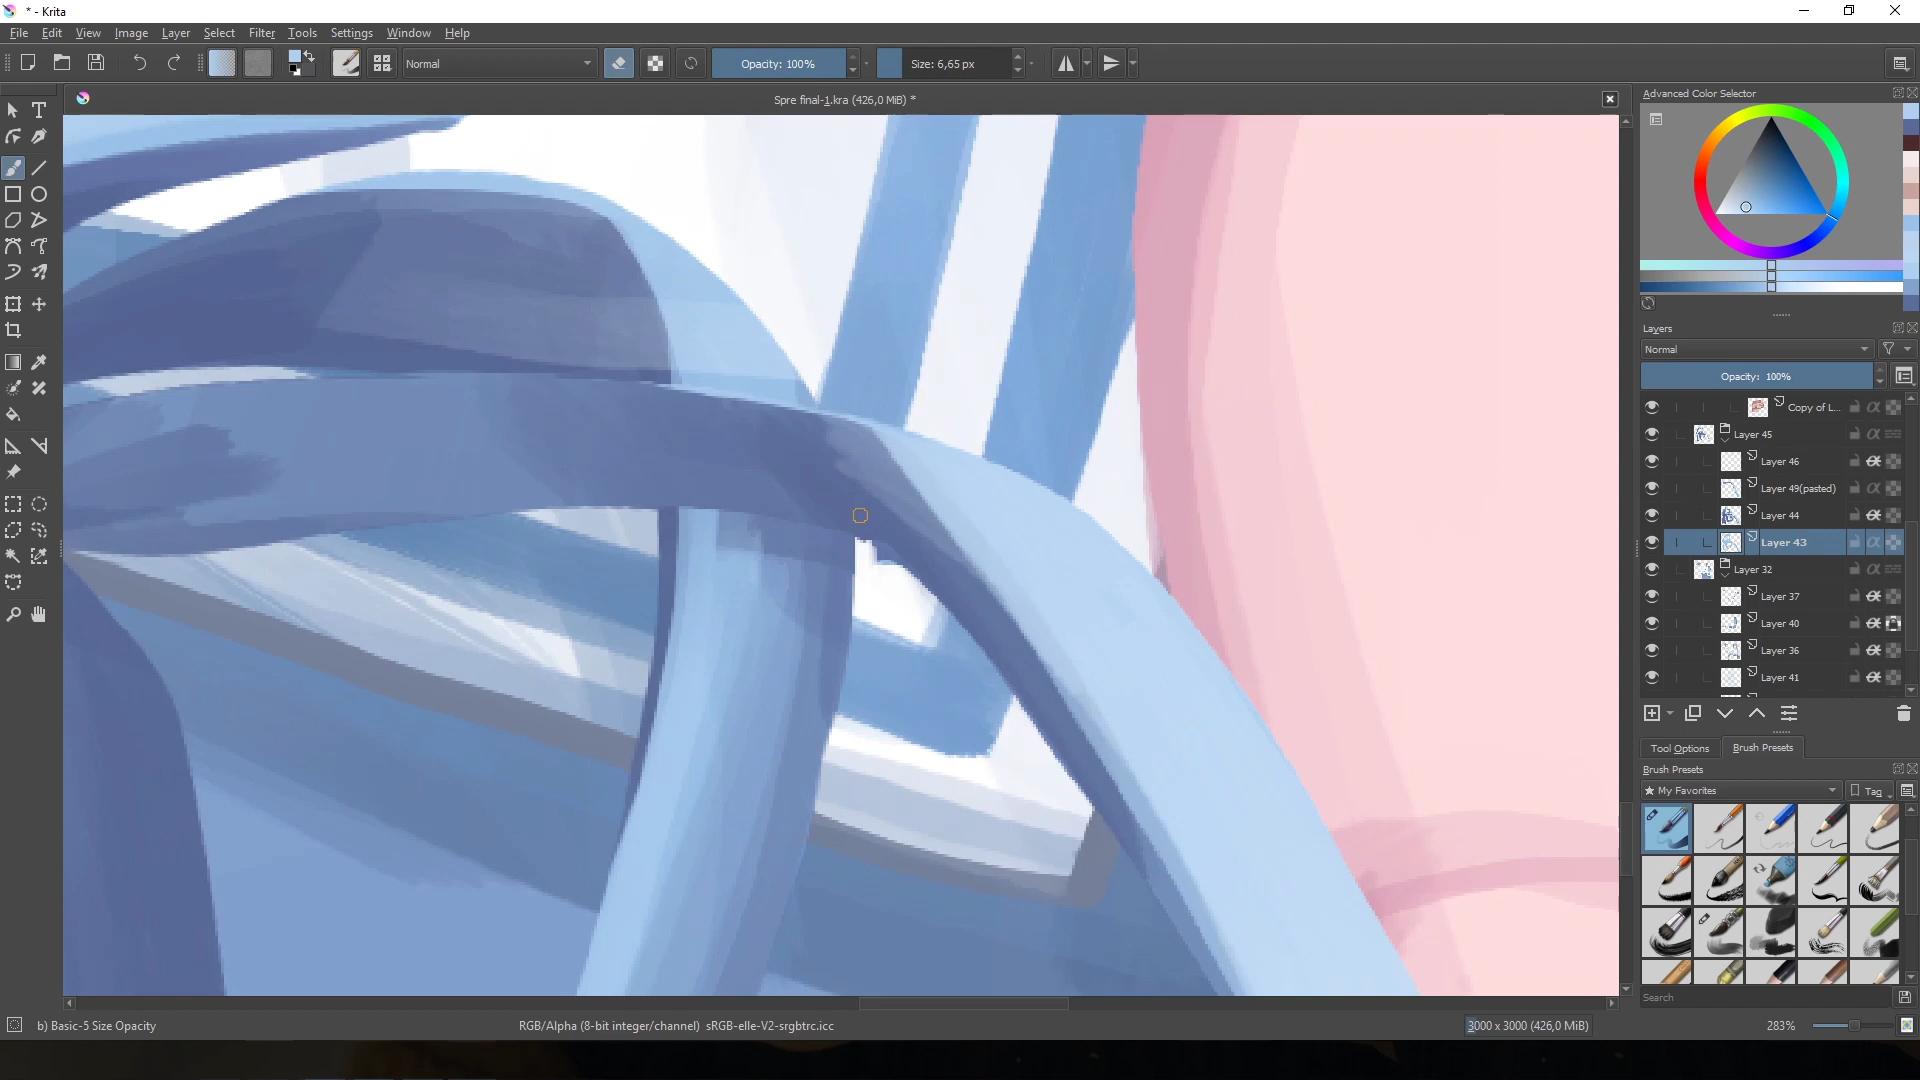 * - Krita
File Edit View Image Layer Select Filter Tools Settings Window Help
Normal
Opacity: 100%
Size: 6,65 px
Spre final-1.kra (426,0 MiB) *
Advanced Color Selector
Layers
Normal
Opacity: 100%
Copy of L...
Layer 45
Layer 46
Layer 49(pasted)
Layer 44
Layer 43
Layer 32
Layer 37
Layer 40
Layer 36
Layer 41
Tool Options
Brush Presets
Brush Presets
★ My Favorites
Tag
Search
b) Basic-5 Size Opacity
RGB/Alpha (8-bit integer/channel) sRGB-elle-V2-srgbtrc.icc
3000 x 3000 (426,0 MiB)
283%